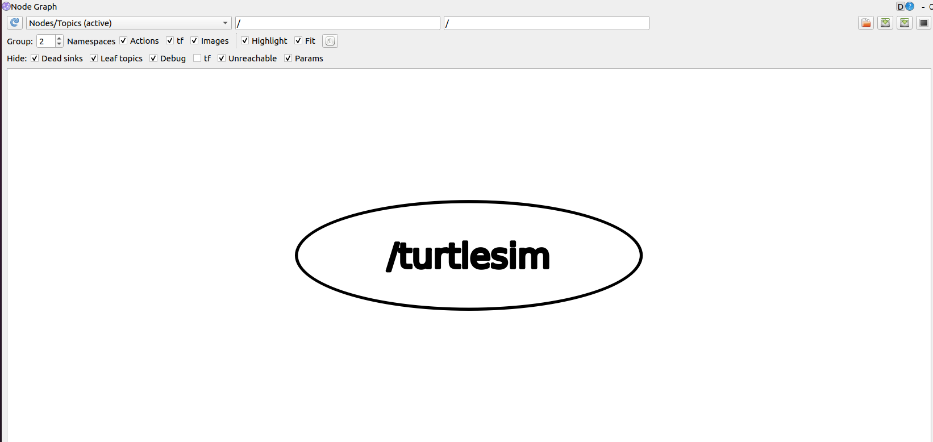 Node Graph D ? -
Nodes/Topics (active) / /
Group: 2 Namespaces Actions tf Images Highlight Fit
Hide: Dead sinks Leaf topics Debug tf Unreachable Params
/turtlesim